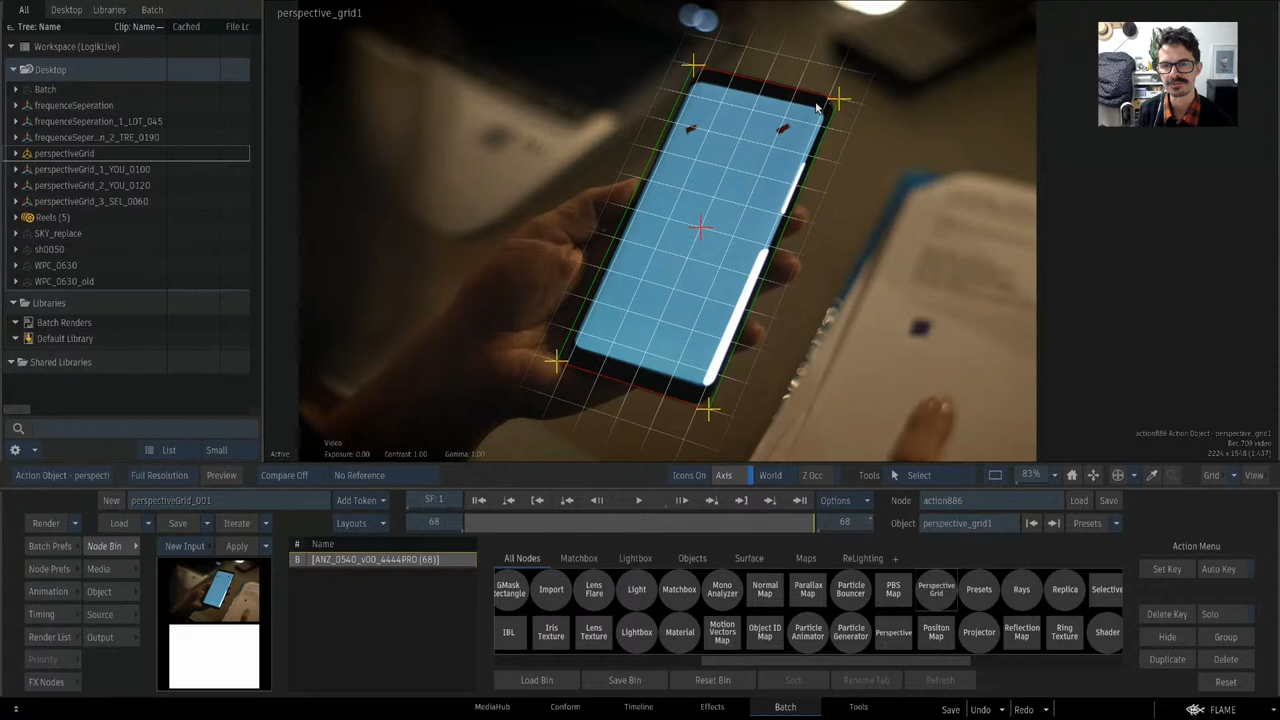 All Desktop Libraries Batch
Tree: Name Clip: Name Cached File Lo
Workspace (LogikLive)
Desktop
Batch
frequenceSeperation
frequenceSeperation_1_LOT_045
frequenceSeper...n_2_TRE_0190
perspectiveGrid
perspectiveGrid_1_YOU_0100
perspectiveGrid_2_YOU_0120
perspectiveGrid_3_SEL_0060
Reels (5)
SKY_replace
sh0050
WPC_0630
WPC_0630_old
Libraries
Batch Renders
Default Library
Shared Libraries
List Small
perspective_grid1
Video
Active Exposure: 0.00 Contrast: 1.00 Gamma: 1.00
action886 Action Object - perspective_grid1
Rec.709 video
2224 x 1548 (1.437)
Action Object - perspecti Full Resolution Preview Compare Off No Reference Icons On Axis World Z Occ Tools Select 83% Grid View
New perspectiveGrid_001 Add Token SF: 1 Options Node action886 Load Save
Render Load Save Iterate Layouts 68 68 Object perspective_grid1 Presets
Batch Prefs Node Bin New Input Apply
Node Prefs Media
Animation Object
Timing Source
Render List Output
Priority
FX Nodes
# Name
B [ANZ_0540_v00_4444PRO (68)]
All Nodes Matchbox Lightbox Objects Surface Maps ReLighting +
GMask Rectangle Import Lens Flare Light Matchbox Mono Analyzer Normal Map Parallax Map Particle Bouncer PBS Map Perspective Grid Presets Rays Replica Selective
IBL Iris Texture Lens Texture Lightbox Material Motion Vectors Map Object ID Map Particle Animator Particle Generator Perspective Positon Map Projector Reflection Map Ring Texture Shader
Load Bin Save Bin Reset Bin Sort Rename Tab Refresh
Action Menu
Set Key Auto Key
Delete Key Solo
Hide Group
Duplicate Delete
Reset
MediaHub Conform Timeline Effects Batch Tools Save Undo Redo FLAME